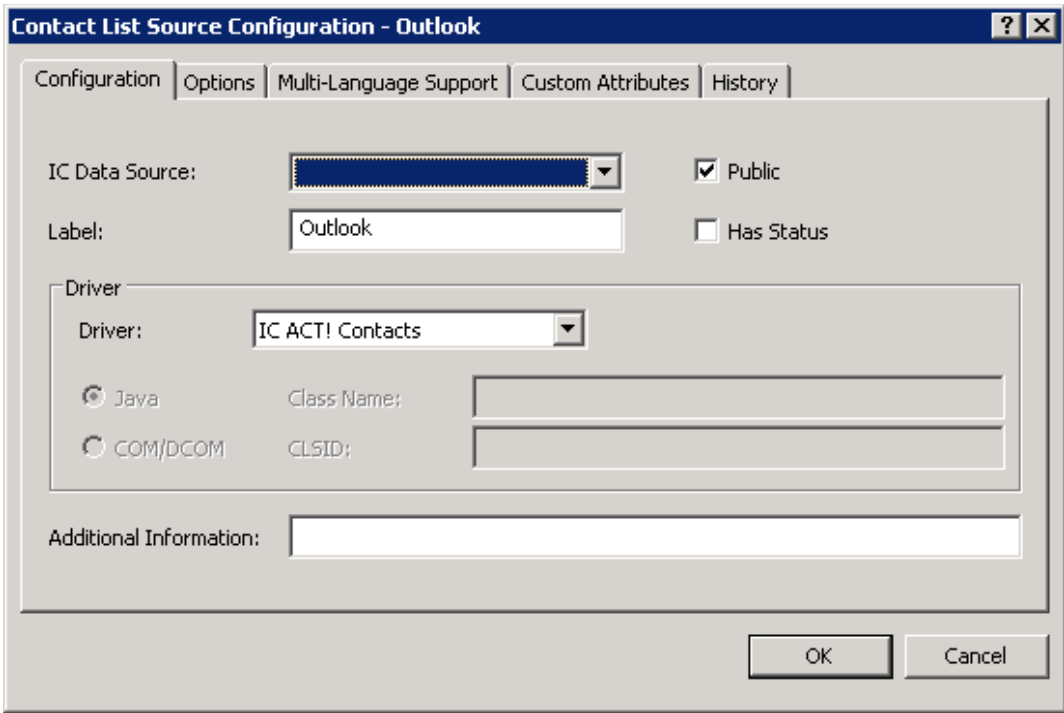 Contact List Source Configuration - Outlook
Configuration Options Multi-Language Support Custom Attributes History
IC Data Source: Public
Label: Outlook Has Status
Driver
Driver: IC ACT! Contacts
Java Class Name:
COM/DCOM CLSID:
Additional Information:
OK Cancel